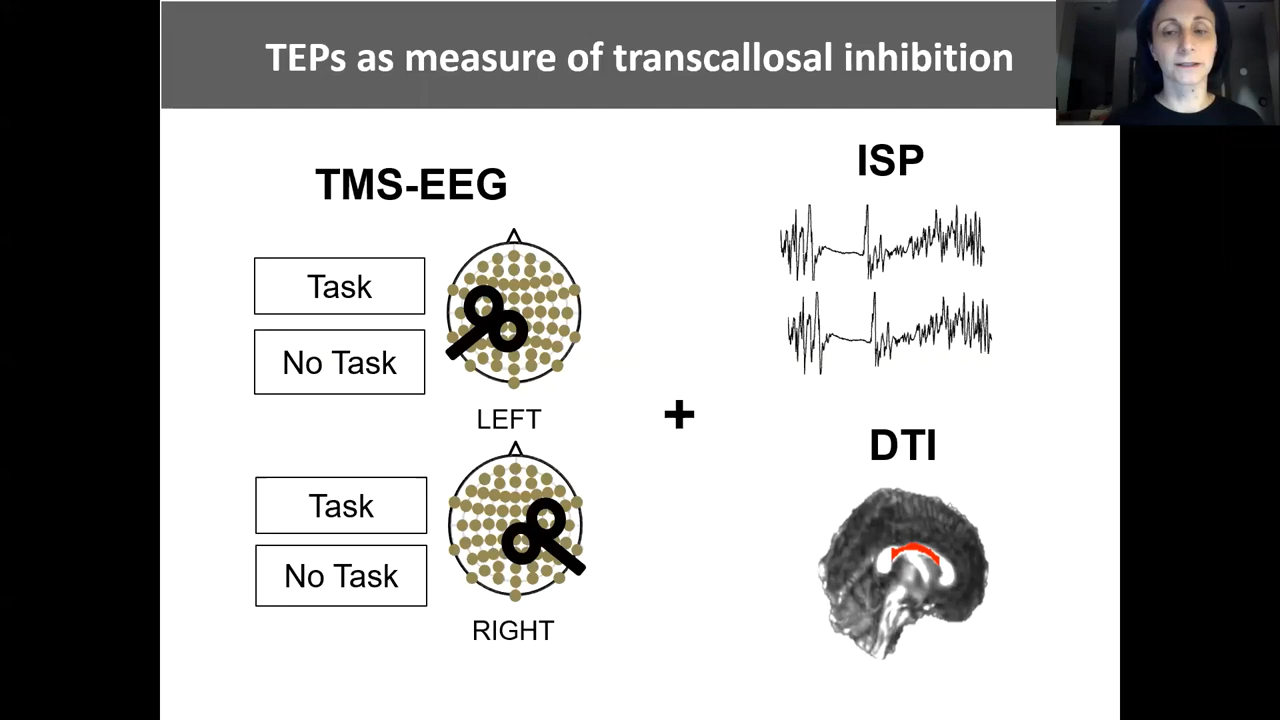 TEPs as measure of transcallosal inhibition
TMS-EEG
Task
No Task
LEFT
Task
No Task
RIGHT
+
ISP
DTI